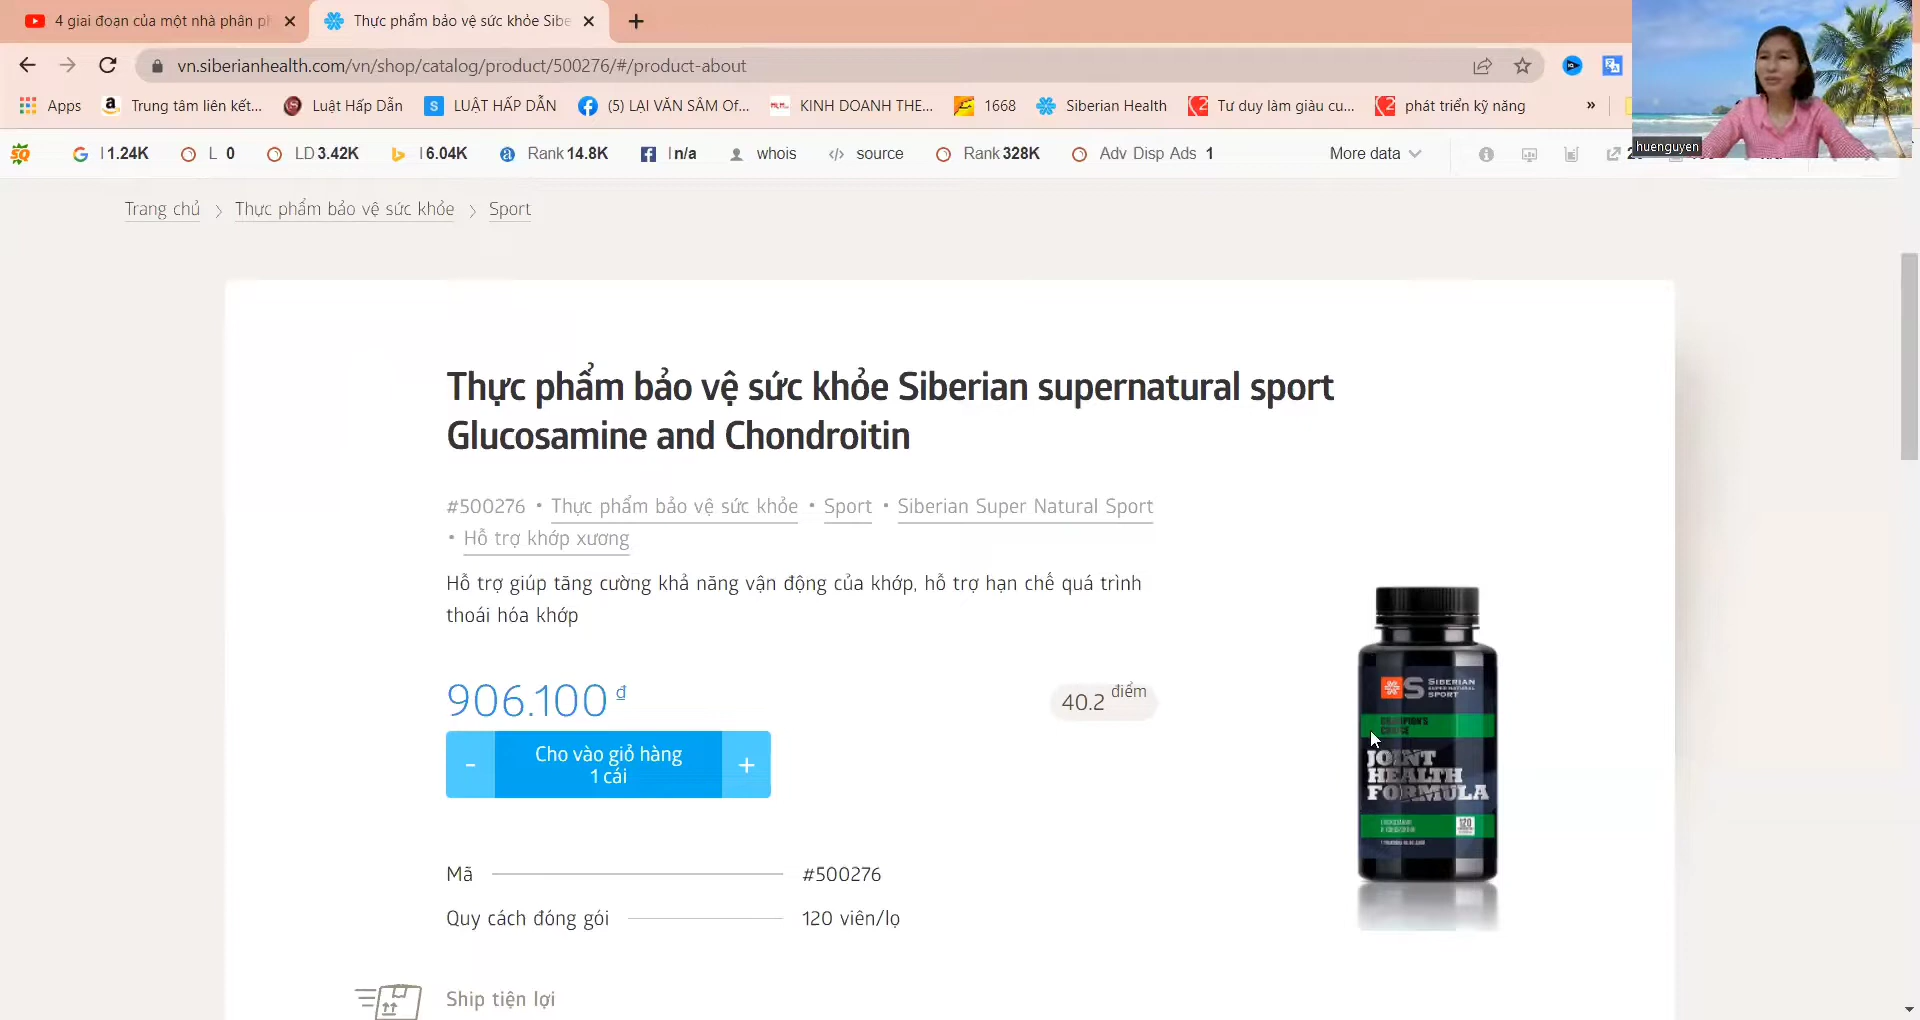 4 giai đoạn của một nhà phân ph
Thực phẩm bảo vệ sức khỏe Sibe
vn.siberianhealth.com/vn/shop/catalog/product/500276/#/product-about
Apps
Trung tâm liên kết...
Luật Hấp Dẫn
LUẬT HẤP DẪN
(5) LẠI VĂN SÂM Of...
KINH DOANH THE...
1668
Siberian Health
Tư duy làm giàu cu...
phát triển kỹ năng
»
I 1.24K
L 0
LD 3.42K
I 6.04K
Rank 14.8K
I n/a
whois
source
Rank 328K
Adv Disp Ads 1
More data
huenguyen
Trang chủ > Thực phẩm bảo vệ sức khỏe > Sport
Thực phẩm bảo vệ sức khỏe Siberian supernatural sport
Glucosamine and Chondroitin
#500276 • Thực phẩm bảo vệ sức khỏe • Sport • Siberian Super Natural Sport
• Hỗ trợ khớp xương
Hỗ trợ giúp tăng cường khả năng vận động của khớp, hỗ trợ hạn chế quá trình
thoái hóa khớp
906.100 ₫
40.2 điểm
- Cho vào giỏ hàng +
1 cái
SIBERIAN
SUPER NATURAL
SPORT
JOINT
HEALTH
FORMULA
120
Mã #500276
Quy cách đóng gói 120 viên/lọ
Ship tiện lợi